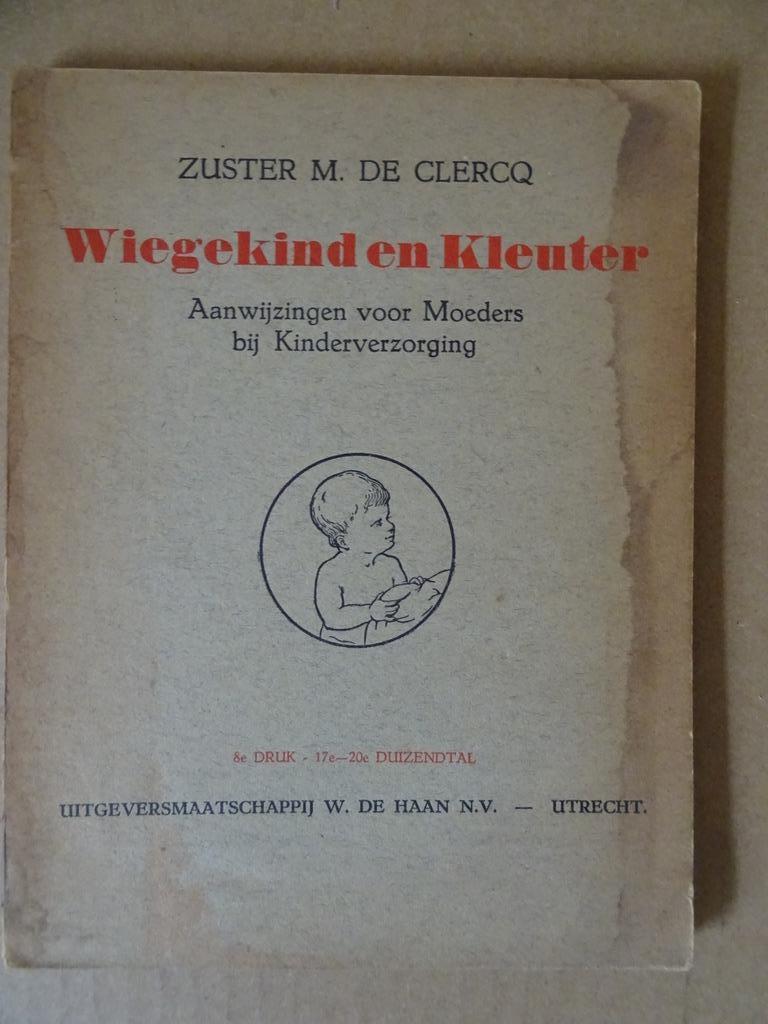 ZUSTER M. DE CLERCQ
Wiegekind en Kleuter
Aanwijzingen voor Moeders
bij Kinderverzorging
8e DRUK - 17e—20e DUIZENDTAL
UITGEVERSMAATSCHAPPIJ W. DE HAAN N.V. — UTRECHT.